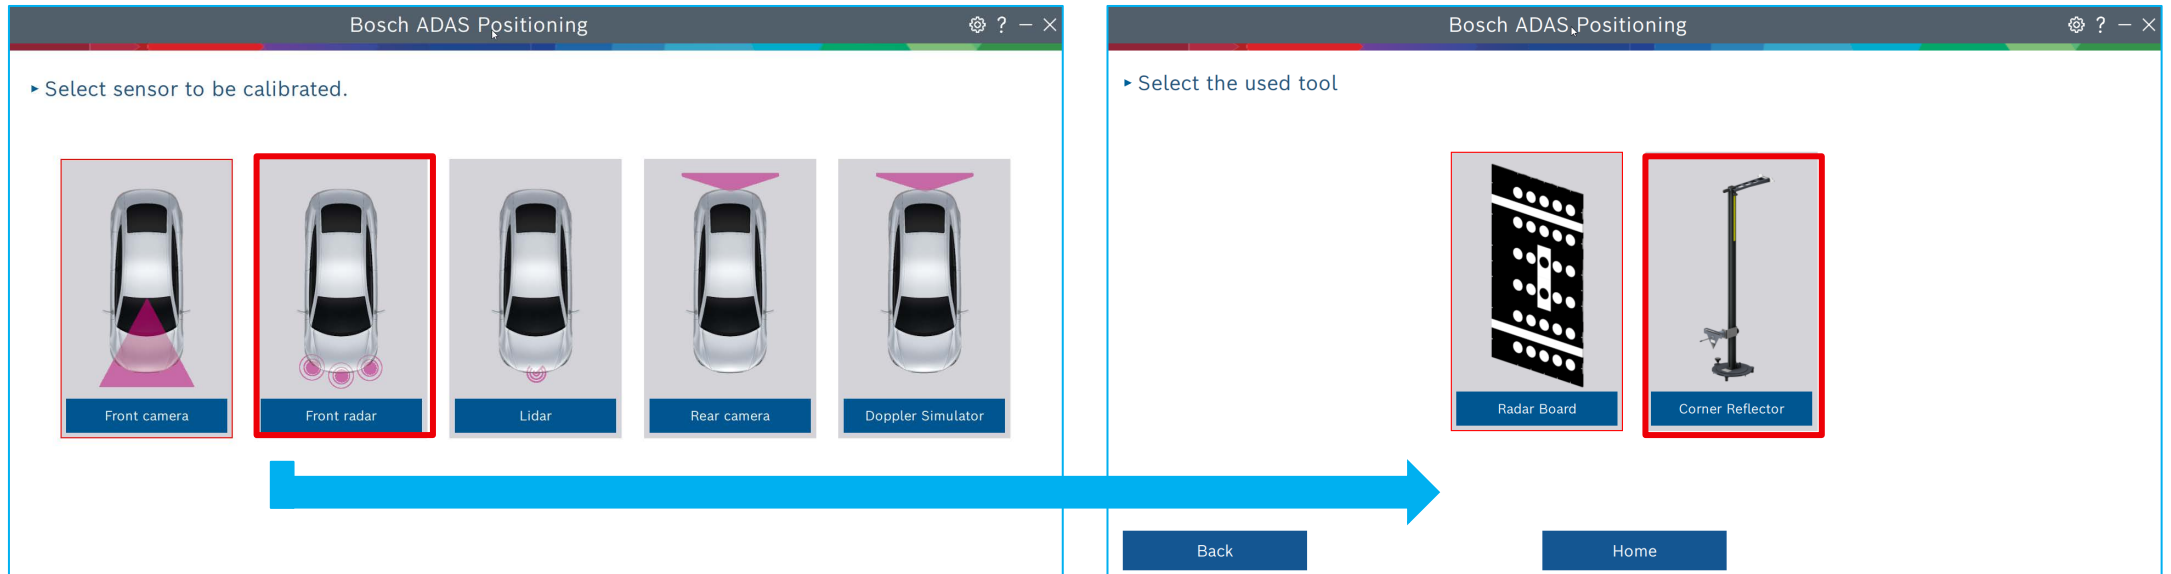 Bosch ADAS Positioning
?
Select sensor to be calibrated.
Front camera
Front radar
Lidar
Rear camera
Doppler Simulator
Bosch ADAS Positioning
?
Select the used tool
Radar Board
Corner Reflector
Back
Home